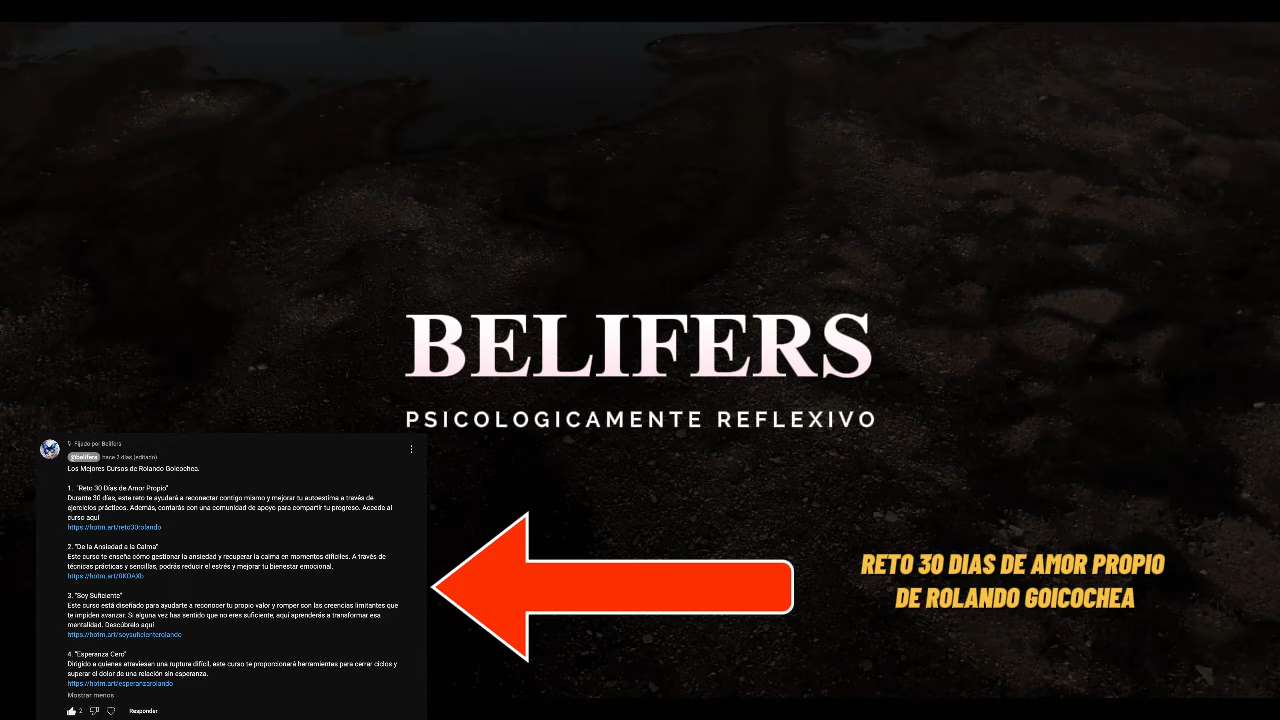 BELIFERS
PSICOLOGICAMENTE REFLEXIVO
Fijado por Belifers
@belifers hace 2 días (editado)
Los Mejores Cursos de Rolando Goicochea.
1. "Reto 30 Días de Amor Propio"
Durante 30 días, este reto te ayudará a reconectar contigo mismo y mejorar tu autoestima a través de
ejercicios prácticos. Además, contarás con una comunidad de apoyo para compartir tu progreso. Accede al
curso aquí
https://hotm.art/reto30rolando
2. "De la Ansiedad a la Calma"
Este curso te enseña cómo gestionar la ansiedad y recuperar la calma en momentos difíciles. A través de
técnicas prácticas y sencillas, podrás reducir el estrés y mejorar tu bienestar emocional.
https://hotm.art/0KOAXb
3. "Soy Suficiente"
Este curso está diseñado para ayudarte a reconocer tu propio valor y romper con las creencias limitantes que
te impiden avanzar. Si alguna vez has sentido que no eres suficiente, aquí aprenderás a transformar esa
mentalidad. Descúbrelo aquí
https://hotm.art/soysuficienterolando
4. "Esperanza Cero"
Dirigido a quienes atraviesan una ruptura difícil, este curso te proporcionará herramientas para cerrar ciclos y
superar el dolor de una relación sin esperanza.
https://hotm.art/esperanzarolando
Mostrar menos
2 Responder
RETO 30 DIAS DE AMOR PROPIO
DE ROLANDO GOICOCHEA